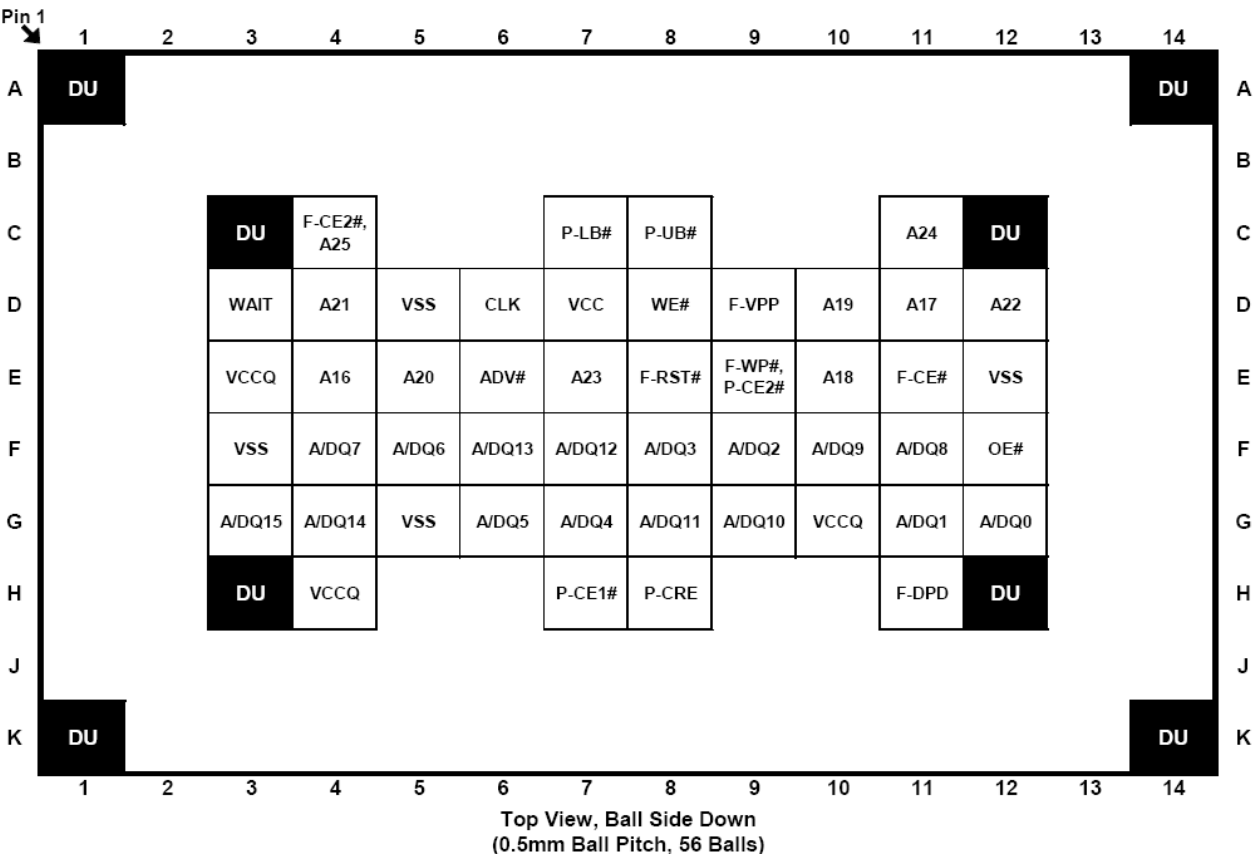 Pin 1
1 2 3 4 5 6 7 8 9 10 11 12 13 14
A DU DU A
B B
C DU F-CE2#, A25 P-LB# P-UB# A24 DU C
D WAIT A21 VSS CLK VCC WE# F-VPP A19 A17 A22 D
E VCCQ A16 A20 ADV# A23 F-RST# F-WP#, P-CE2# A18 F-CE# VSS E
F VSS A/DQ7 A/DQ6 A/DQ13 A/DQ12 A/DQ3 A/DQ2 A/DQ9 A/DQ8 OE# F
G A/DQ15 A/DQ14 VSS A/DQ5 A/DQ4 A/DQ11 A/DQ10 VCCQ A/DQ1 A/DQ0 G
H DU VCCQ P-CE1# P-CRE F-DPD DU H
J J
K DU DU K
1 2 3 4 5 6 7 8 9 10 11 12 13 14
Top View, Ball Side Down
(0.5mm Ball Pitch, 56 Balls)